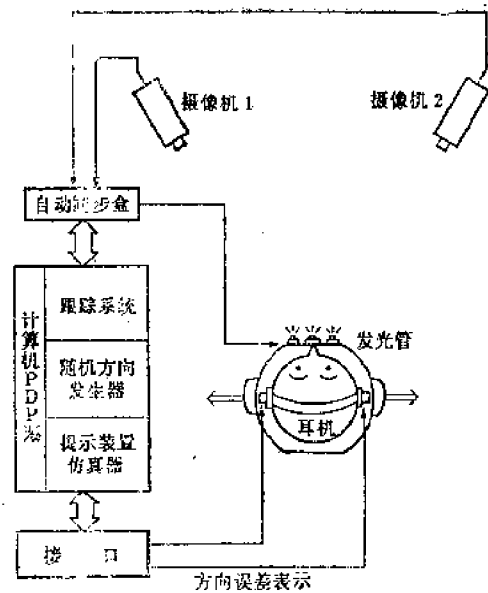 摄像机 1
摄像机 2
自动同步盒
跟踪系统
随机方向
发生器
提示装置
仿真器
计算机PDP
发光管
耳机
接 口
方向误差表示